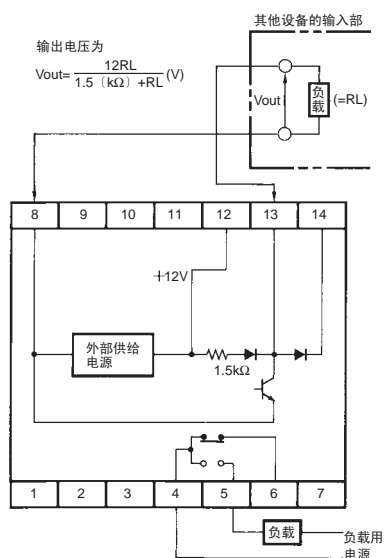 其他设备的输入部
输出电压为
Vout= 12RL / 1.5〔kΩ〕+RL (V)
Vout
负载
(=RL)
8 9 10 11 12 13 14
+12V
外部供给
电源
1.5kΩ
1 2 3 4 5 6 7
负载
负载用
电源